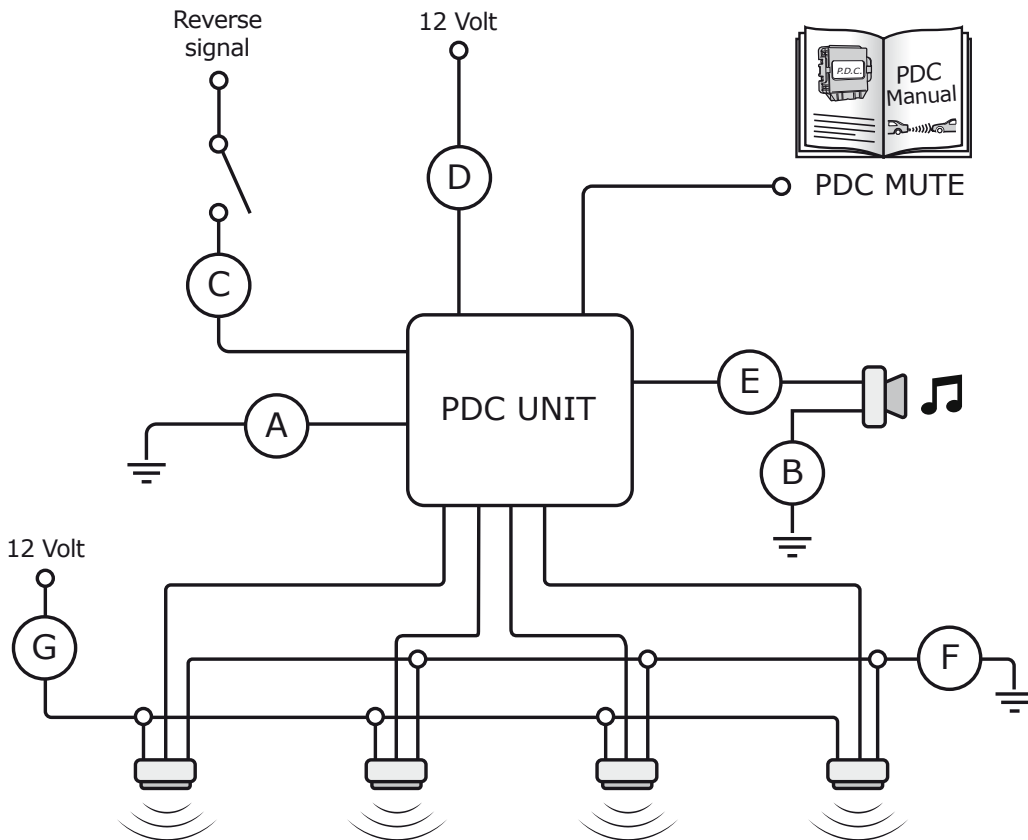 Reverse
signal
12 Volt
P.D.C.
PDC
Manual
D
PDC MUTE
C
E
PDC UNIT
A
B
12 Volt
G
F